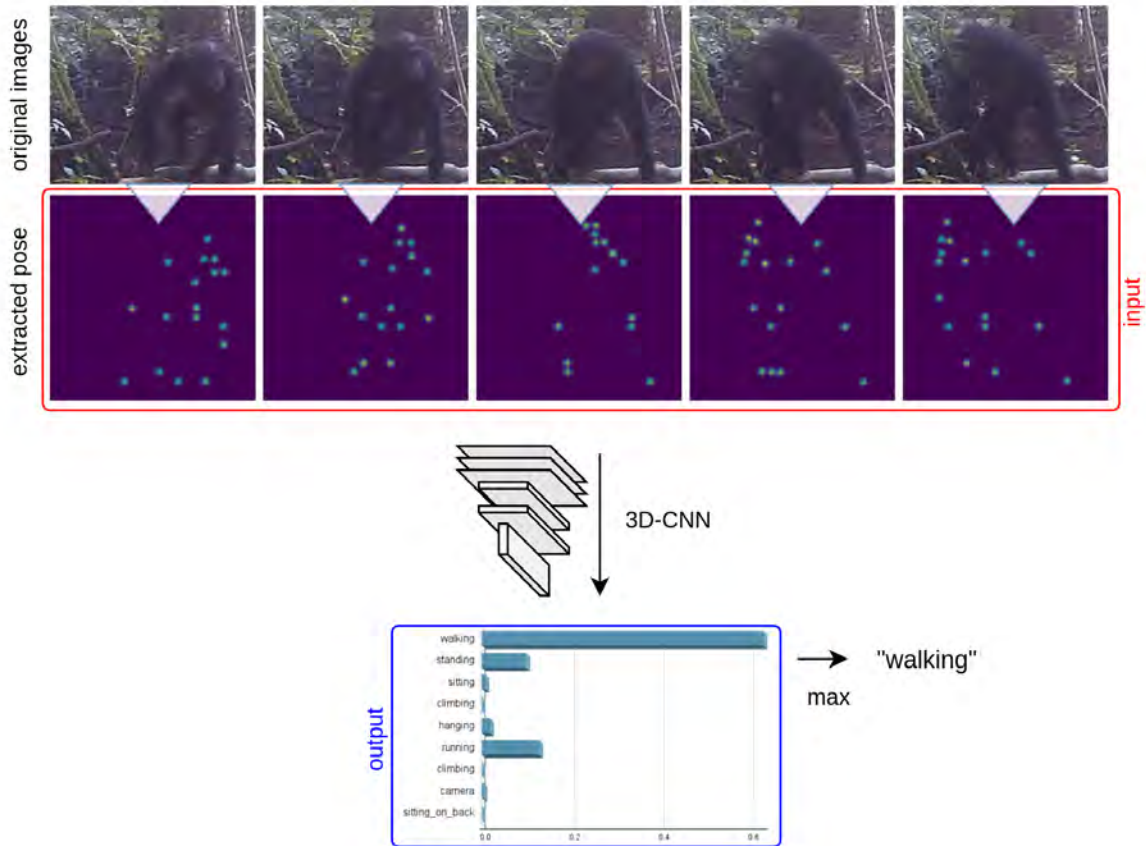 original images
extracted pose
input
3D-CNN
output
walking
standing
sitting
climbing
hanging
running
climbing
camera
sitting_on_back
0.0 0.2 0.4 0.6
max
"walking"